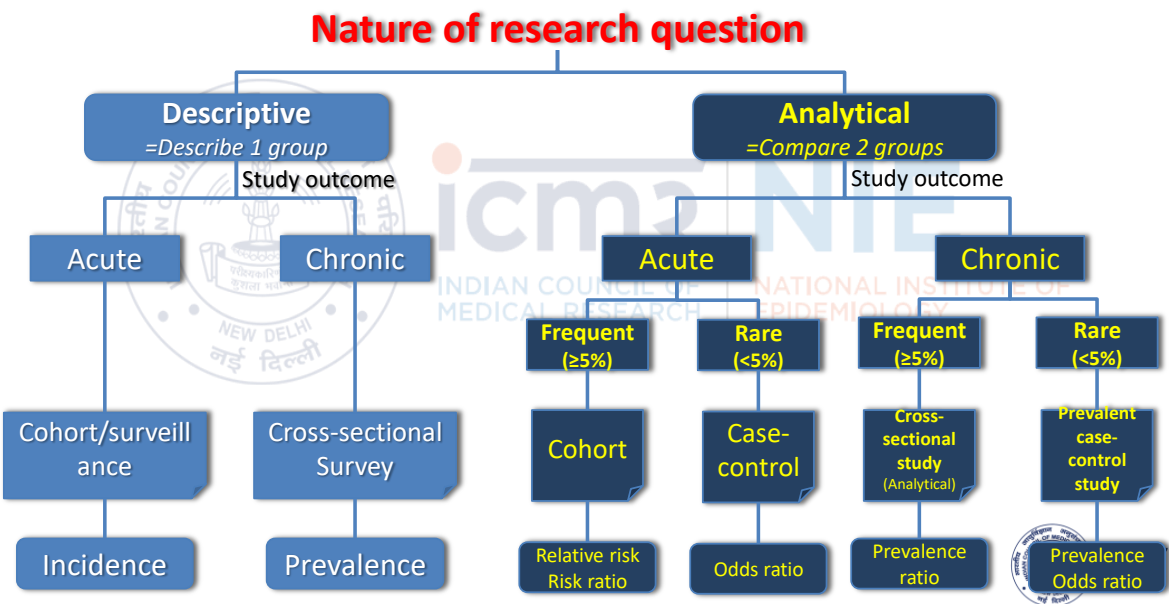 Nature of research question
Descriptive
=Describe 1 group
Analytical
=Compare 2 groups
Study outcome
Study outcome
Acute
Chronic
Acute
Chronic
icmr
NIE
INDIAN COUNCIL OF
MEDICAL RESEARCH
NATIONAL INSTITUTE OF
EPIDEMIOLOGY
NEW DELHI
नई दिल्ली
Frequent
(≥5%)
Rare
(<5%)
Frequent
(≥5%)
Rare
(<5%)
Cohort/surveill
ance
Cross-sectional
Survey
Cohort
Case-
control
Cross-
sectional
study
(Analytical)
Prevalent
case-
control
study
Incidence
Prevalence
Relative risk
Risk ratio
Odds ratio
Prevalence
ratio
Prevalence
Odds ratio